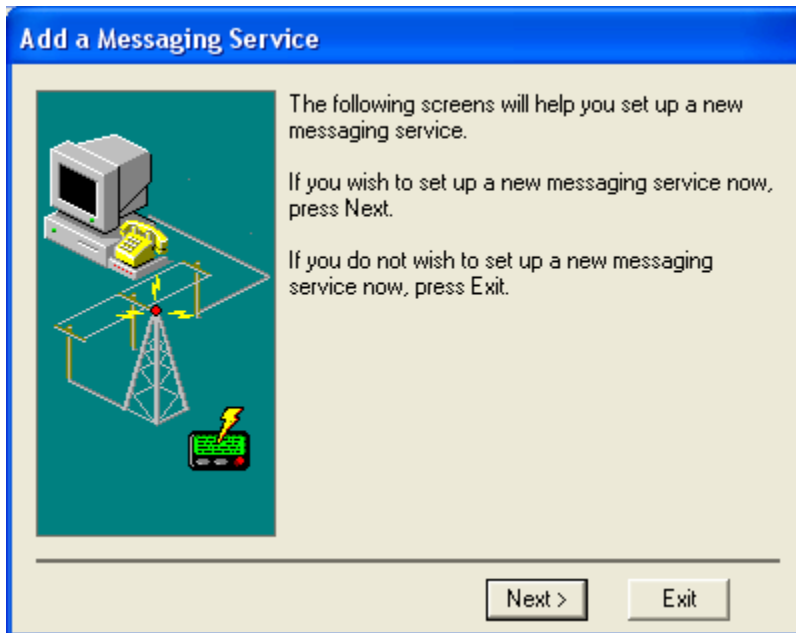 Add a Messaging Service
The following screens will help you set up a new
messaging service.
If you wish to set up a new messaging service now,
press Next.
If you do not wish to set up a new messaging
service now, press Exit.
Next >
Exit